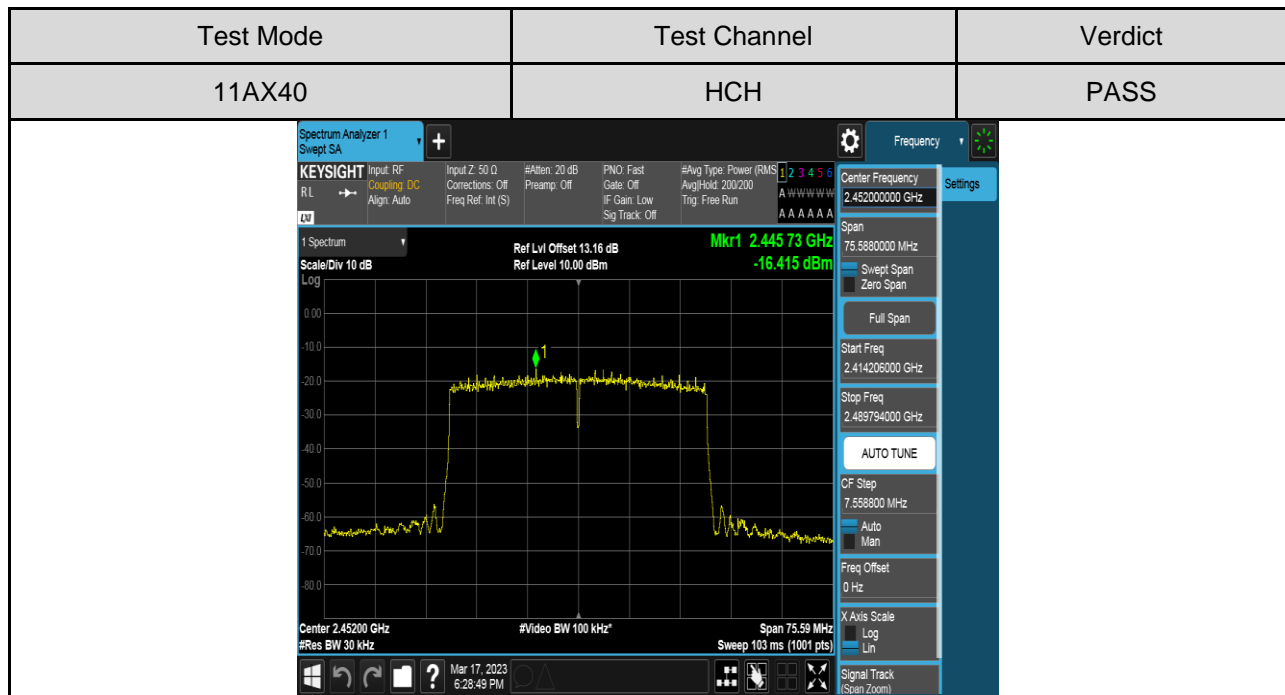 Test Mode Test Channel Verdict
11AX40 HCH PASS
Spectrum Analyzer 1
Swept SA
+
Frequency
KEYSIGHT Input: RF Input Z: 50 Ω #Atten: 20 dB PNO: Fast #Avg Type: Power (RMS 1 2 3 4 5 6
R L Coupling: DC Corrections: Off Preamp: Off Gate: Off Avg|Hold: 200/200 A W W W W W
Align: Auto Freq Ref: Int (S) IF Gain: Low Trig: Free Run
LXI Sig Track: Off A A A A A A
1 Spectrum
Ref Lvl Offset 13.16 dB Mkr1 2.445 73 GHz
Scale/Div 10 dB Ref Level 10.00 dBm -16.415 dBm
Log
0.00
-10.0
1
-20.0
-30.0
-40.0
-50.0
-60.0
-70.0
-80.0
Center 2.45200 GHz #Video BW 100 kHz* Span 75.59 MHz
#Res BW 30 kHz Sweep 103 ms (1001 pts)
? Mar 17, 2023
6:28:49 PM
Center Frequency
2.452000000 GHz
Settings
Span
75.5880000 MHz
Swept Span
Zero Span
Full Span
Start Freq
2.414206000 GHz
Stop Freq
2.489794000 GHz
AUTO TUNE
CF Step
7.558800 MHz
Auto
Man
Freq Offset
0 Hz
X Axis Scale
Log
Lin
Signal Track
(Span Zoom)